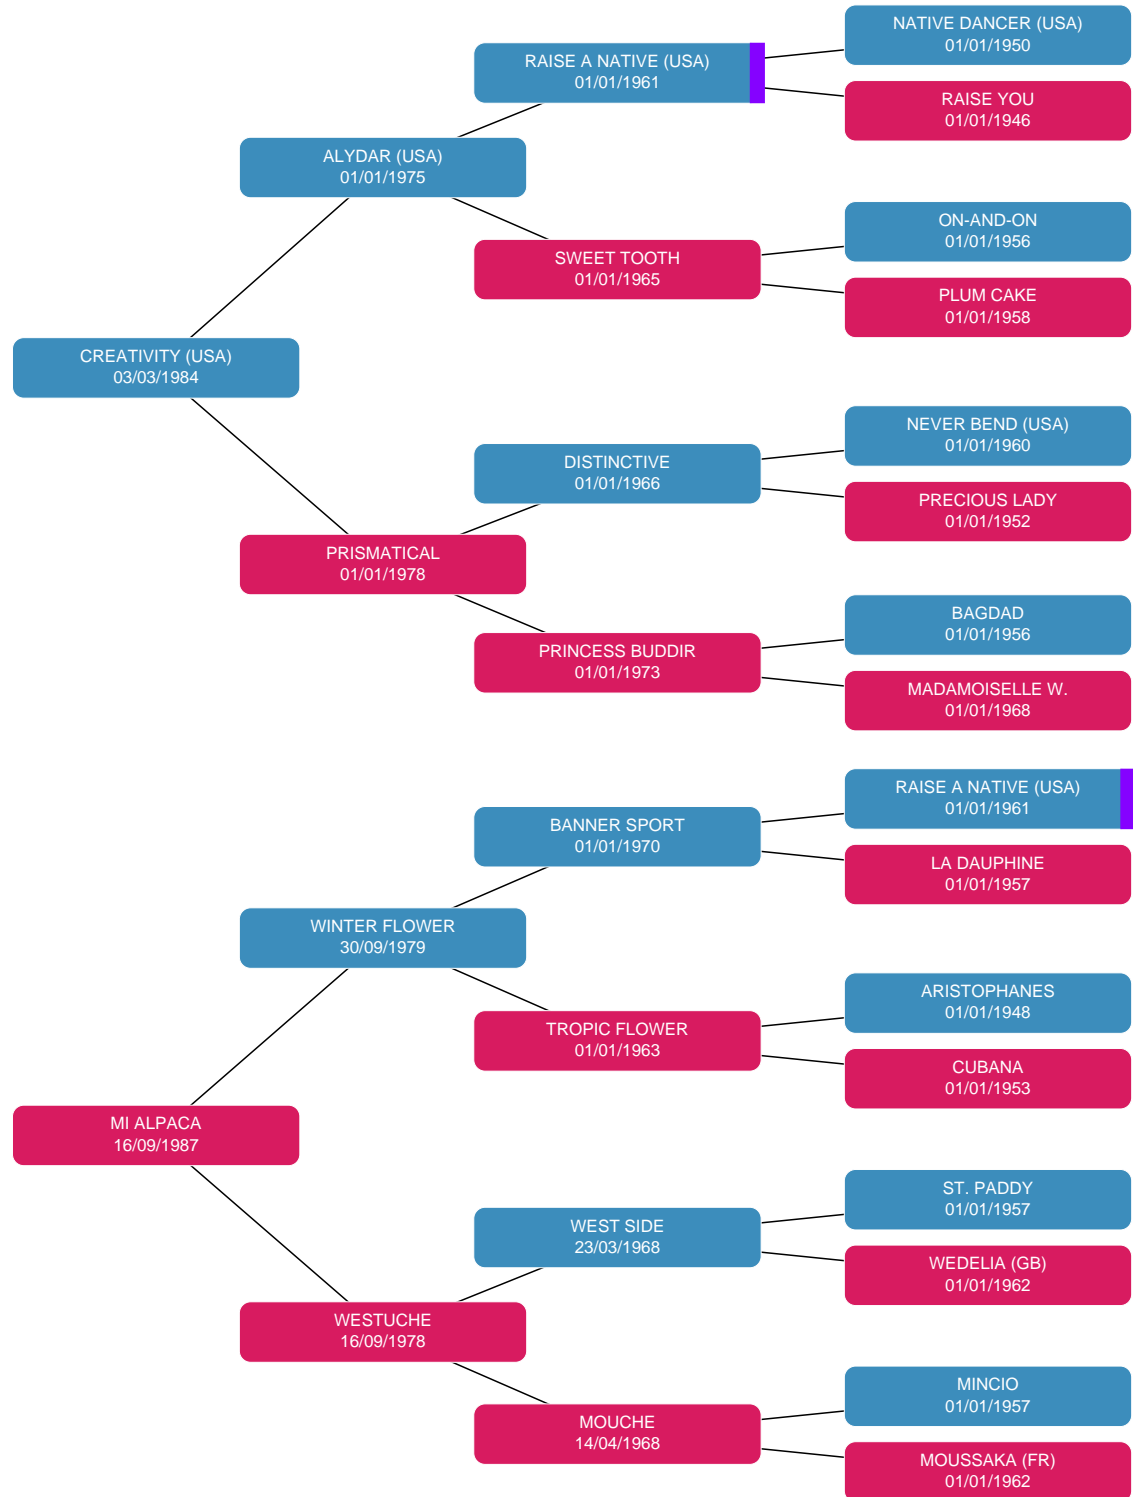 NATIVE DANCER (USA)
01/01/1950
RAISE A NATIVE (USA)
01/01/1961
RAISE YOU
01/01/1946
ALYDAR (USA)
01/01/1975
ON-AND-ON
01/01/1956
SWEET TOOTH
01/01/1965
PLUM CAKE
01/01/1958
CREATIVITY (USA)
03/03/1984
NEVER BEND (USA)
01/01/1960
DISTINCTIVE
01/01/1966
PRECIOUS LADY
01/01/1952
PRISMATICAL
01/01/1978
BAGDAD
01/01/1956
PRINCESS BUDDIR
01/01/1973
MADAMOISELLE W.
01/01/1968
RAISE A NATIVE (USA)
01/01/1961
BANNER SPORT
01/01/1970
LA DAUPHINE
01/01/1957
WINTER FLOWER
30/09/1979
ARISTOPHANES
01/01/1948
TROPIC FLOWER
01/01/1963
CUBANA
01/01/1953
MI ALPACA
16/09/1987
ST. PADDY
01/01/1957
WEST SIDE
23/03/1968
WEDELIA (GB)
01/01/1962
WESTUCHE
16/09/1978
MINCIO
01/01/1957
MOUCHE
14/04/1968
MOUSSAKA (FR)
01/01/1962